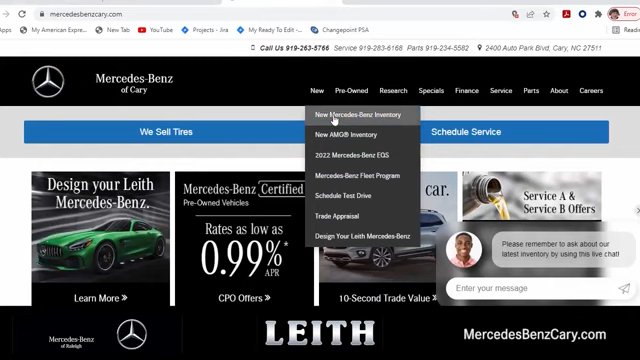 mercedesbenzcary.com
Error
My American Expre... New Tab YouTube Projects - Jira My Ready To Edit -... Changepoint PSA
Readin
Call Us 919-263-5766 Service 919-283-6168 Parts 919-234-5582 2400 Auto Park Blvd, Cary, NC 27511
Mercedes-Benz
of Cary
New Pre-Owned Research Specials Finance Service Parts About Careers
New Mercedes-Benz Inventory
New AMG® Inventory
2022 Mercedes-Benz EQS
Mercedes-Benz Fleet Program
Schedule Test Drive
Trade Appraisal
Design Your Leith Mercedes-Benz
We Sell Tires
Schedule Service
Design your Leith
Mercedes-Benz.
Learn More »
Mercedes-Benz Certified
Pre-Owned Vehicles
Rates as low as
0.99%*
APR
CPO Offers »
car.
10-Second Trade Value »
Service A &
Service B Offers
Please remember to ask about our
latest inventory by using this live chat!
Enter your message
Mercedes-Benz
of Raleigh
LEITH
MercedesBenzCary.com